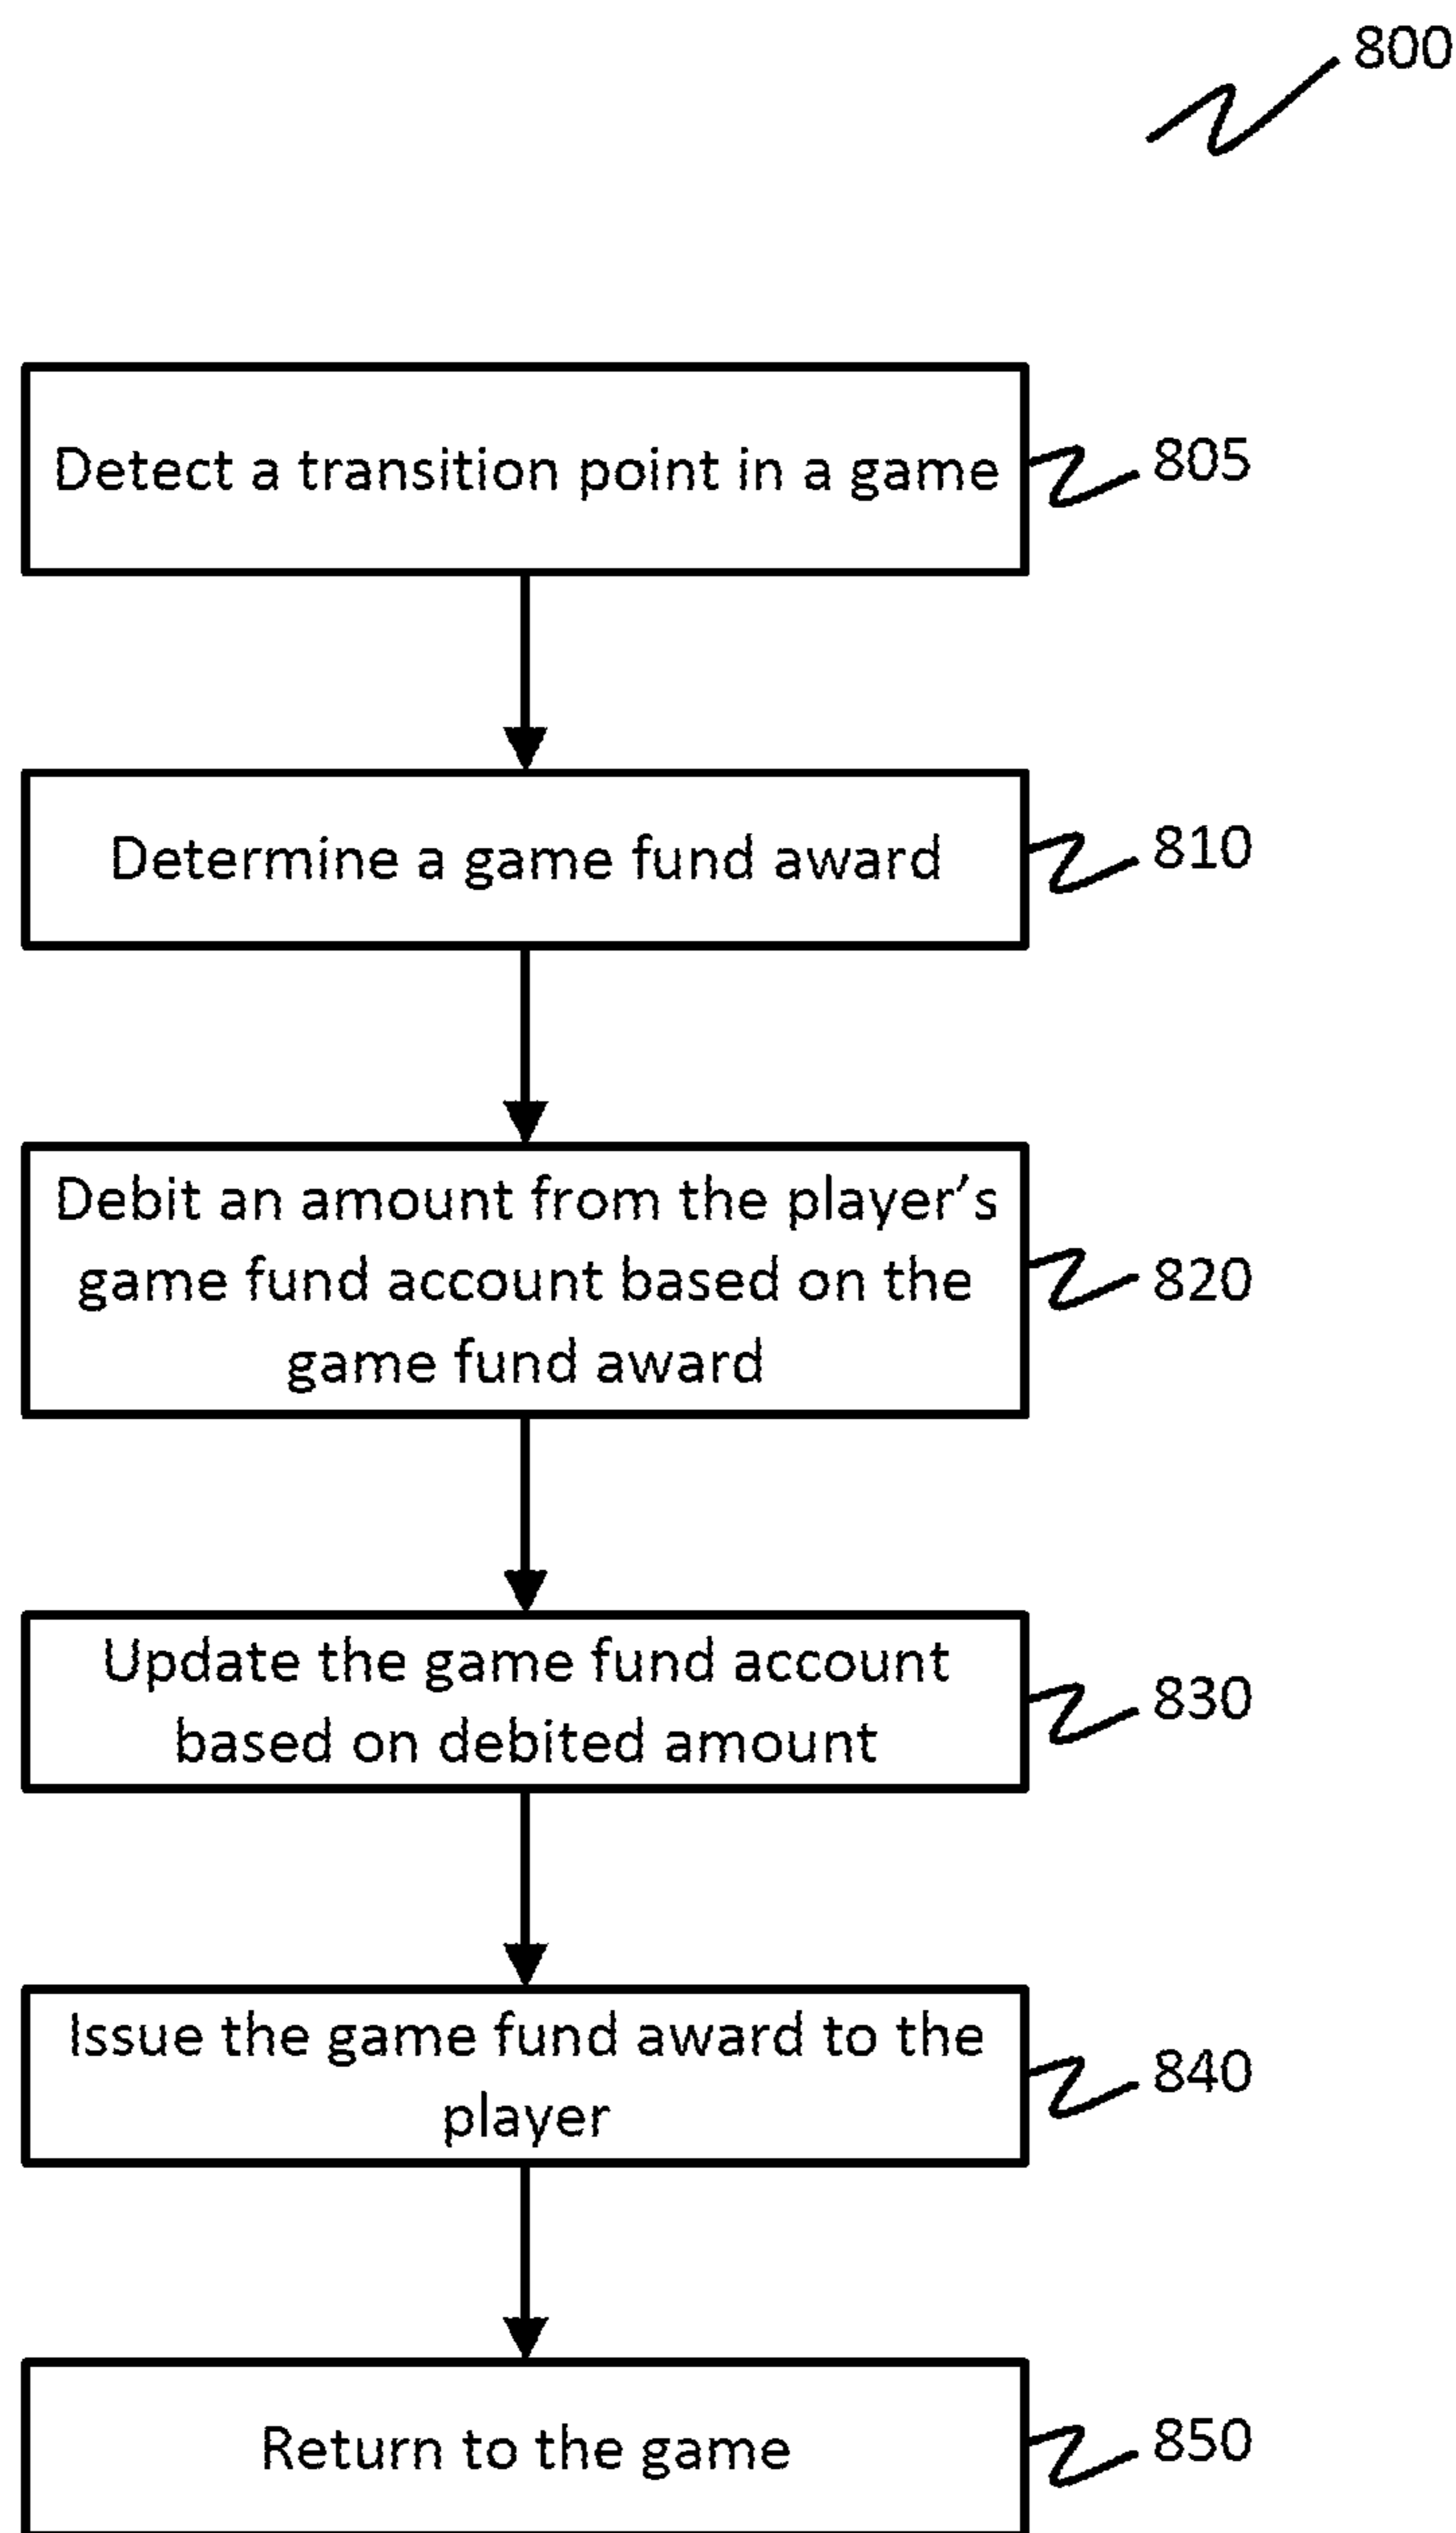 800
Detect a transition point in a game
805
Determine a game fund award
810
Debit an amount from the player's
game fund account based on the
game fund award
820
Update the game fund account
based on debited amount
830
Issue the game fund award to the
player
840
Return to the game
850